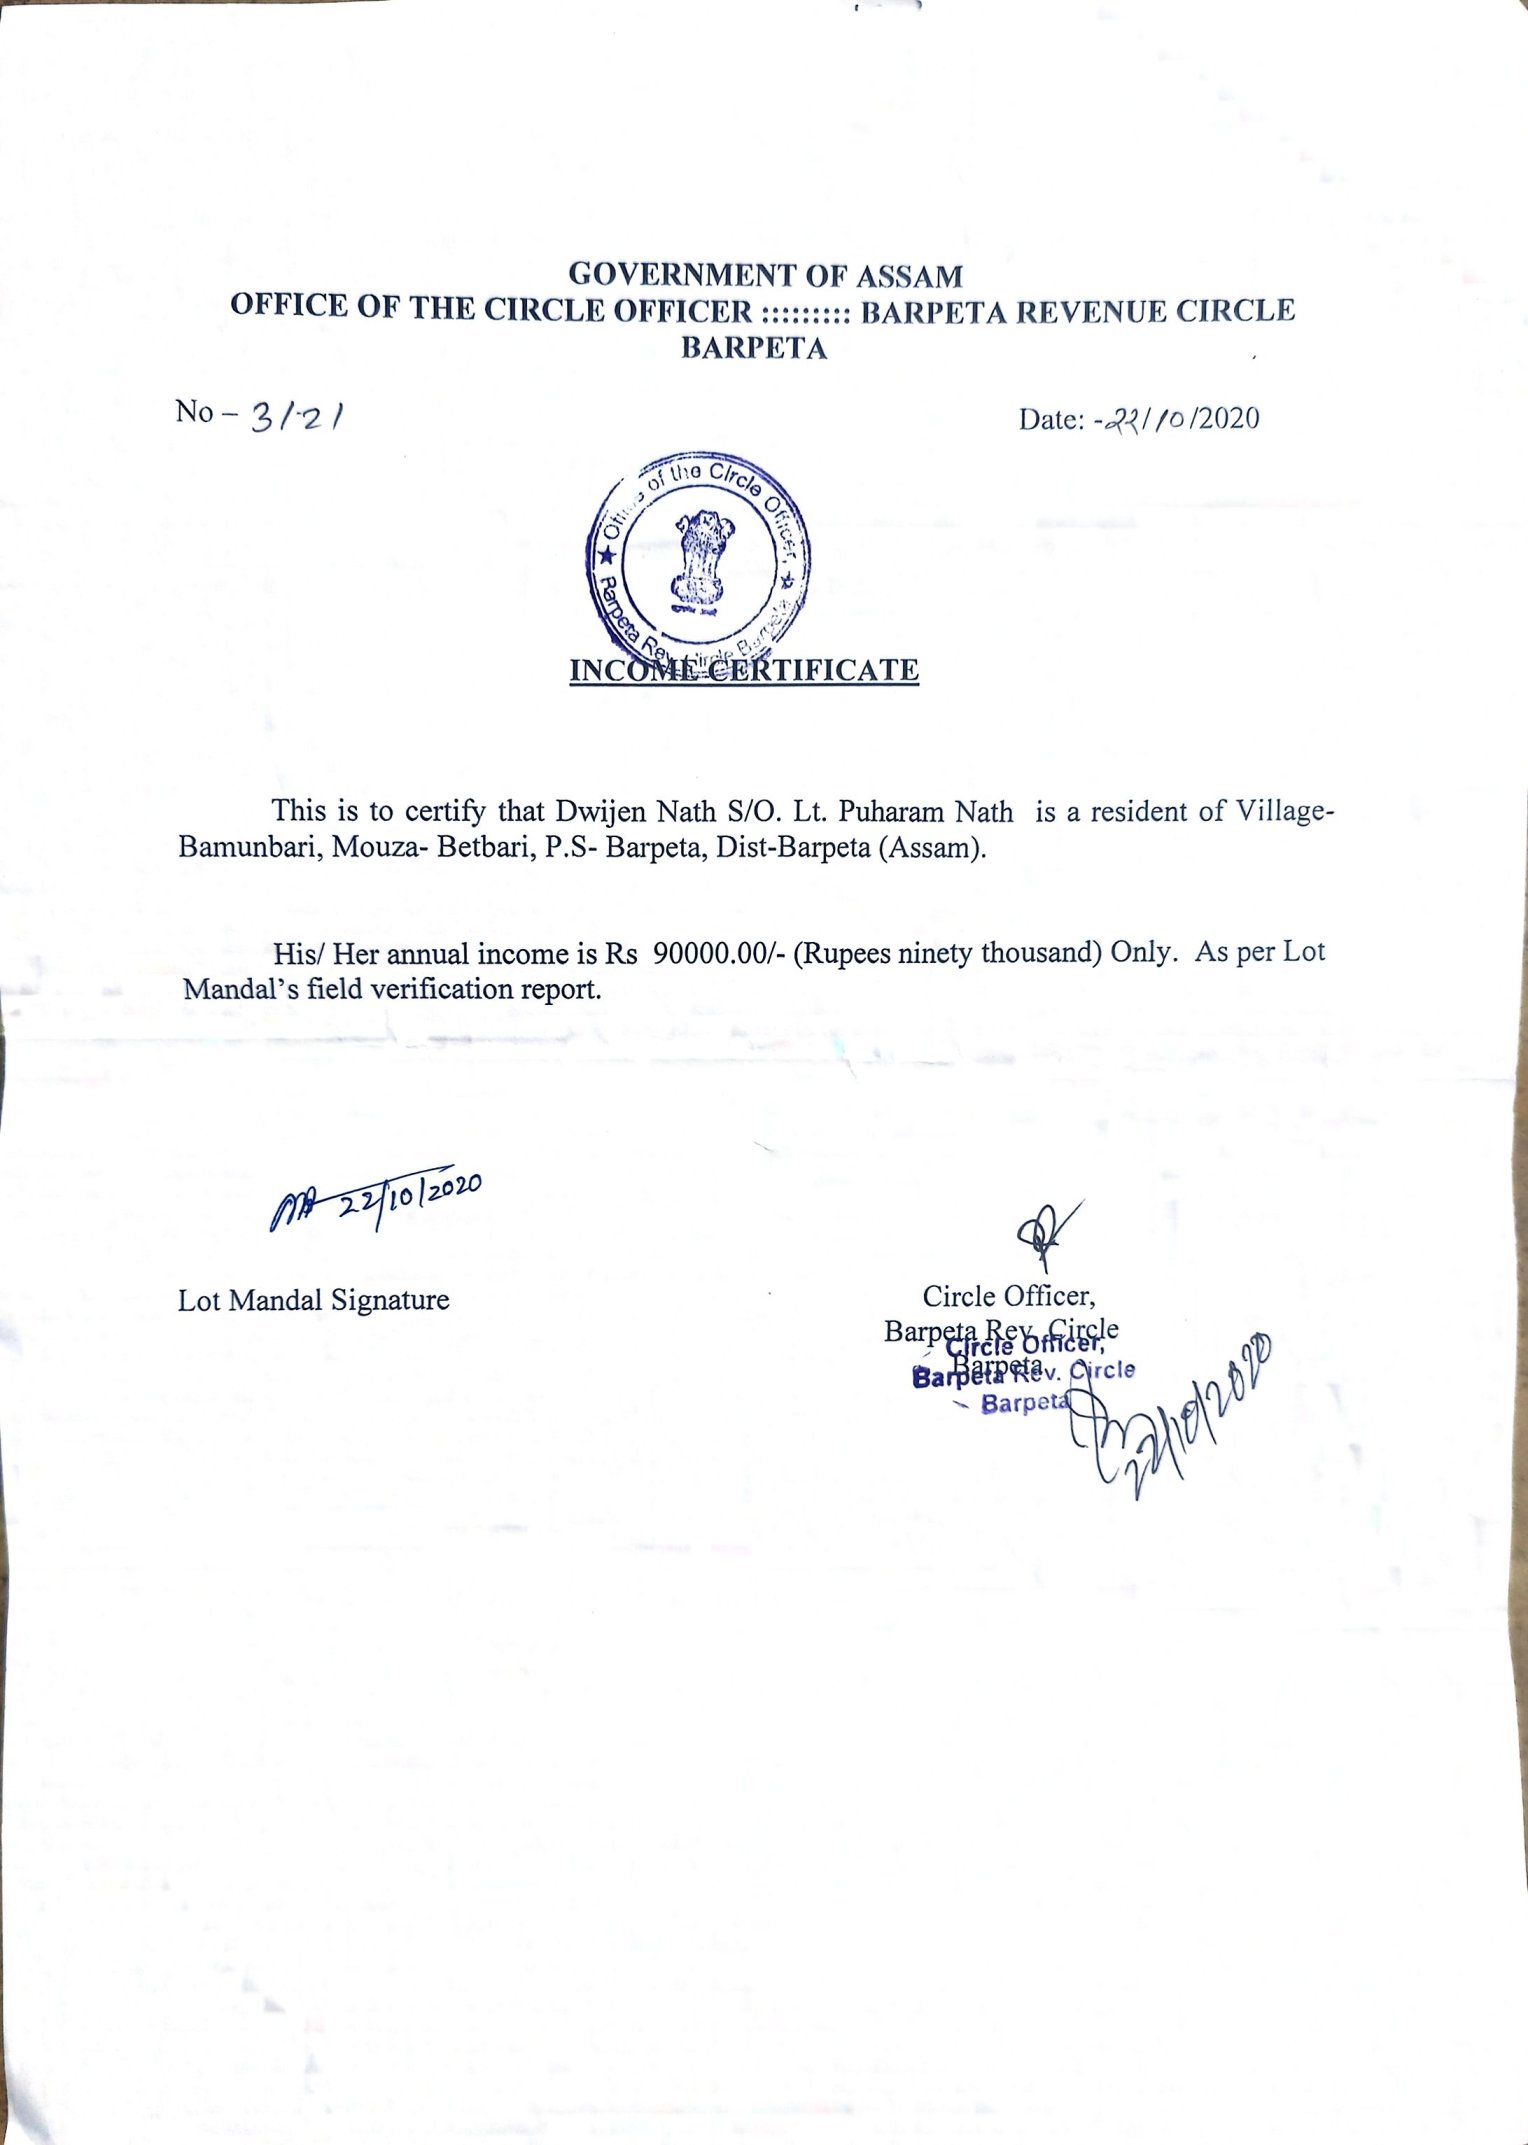 GOVERNMENT OF ASSAM
OFFICE OF THE CIRCLE OFFICER ::::::::: BARPETA REVENUE CIRCLE
BARPETA
No – 3/21
Date: -22/10/2020
Office of the Circle Officer,
Barpeta Rev. Circle Barpeta
INCOME CERTIFICATE
This is to certify that Dwijen Nath S/O. Lt. Puharam Nath is a resident of Village-
Bamunbari, Mouza- Betbari, P.S- Barpeta, Dist-Barpeta (Assam).
His/ Her annual income is Rs 90000.00/- (Rupees ninety thousand) Only. As per Lot
Mandal’s field verification report.
22/10/2020
Lot Mandal Signature
Circle Officer,
Barpeta Rev. Circle
Barpeta
Circle Officer,
Barpeta Rev. Circle
Barpeta
22/10/2020